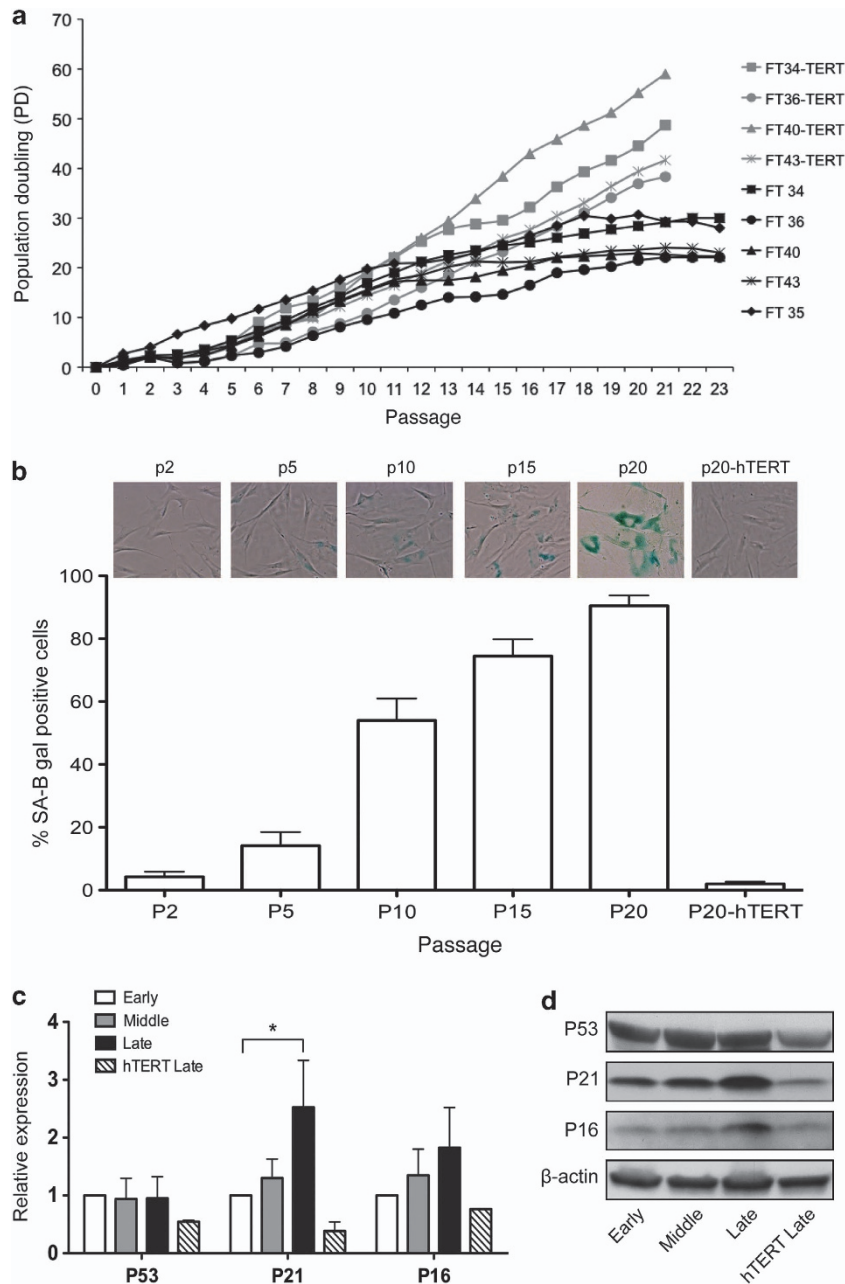 a
70
60
50
40
30
20
10
0
Population doubling (PD)
0 1 2 3 4 5 6 7 8 9 10 11 12 13 14 15 16 17 18 19 20 21 22 23
Passage
FT34-TERT
FT36-TERT
FT40-TERT
FT43-TERT
FT 34
FT 36
FT40
FT43
FT 35
b
p2 p5 p10 p15 p20 p20-hTERT
100
80
60
40
20
0
% SA-B gal positive cells
P2 P5 P10 P15 P20 P20-hTERT
Passage
c
Early
Middle
Late
hTERT Late
*
4
3
2
1
0
Relative expression
P53 P21 P16
d
P53
P21
P16
β-actin
Early Middle Late hTERT Late